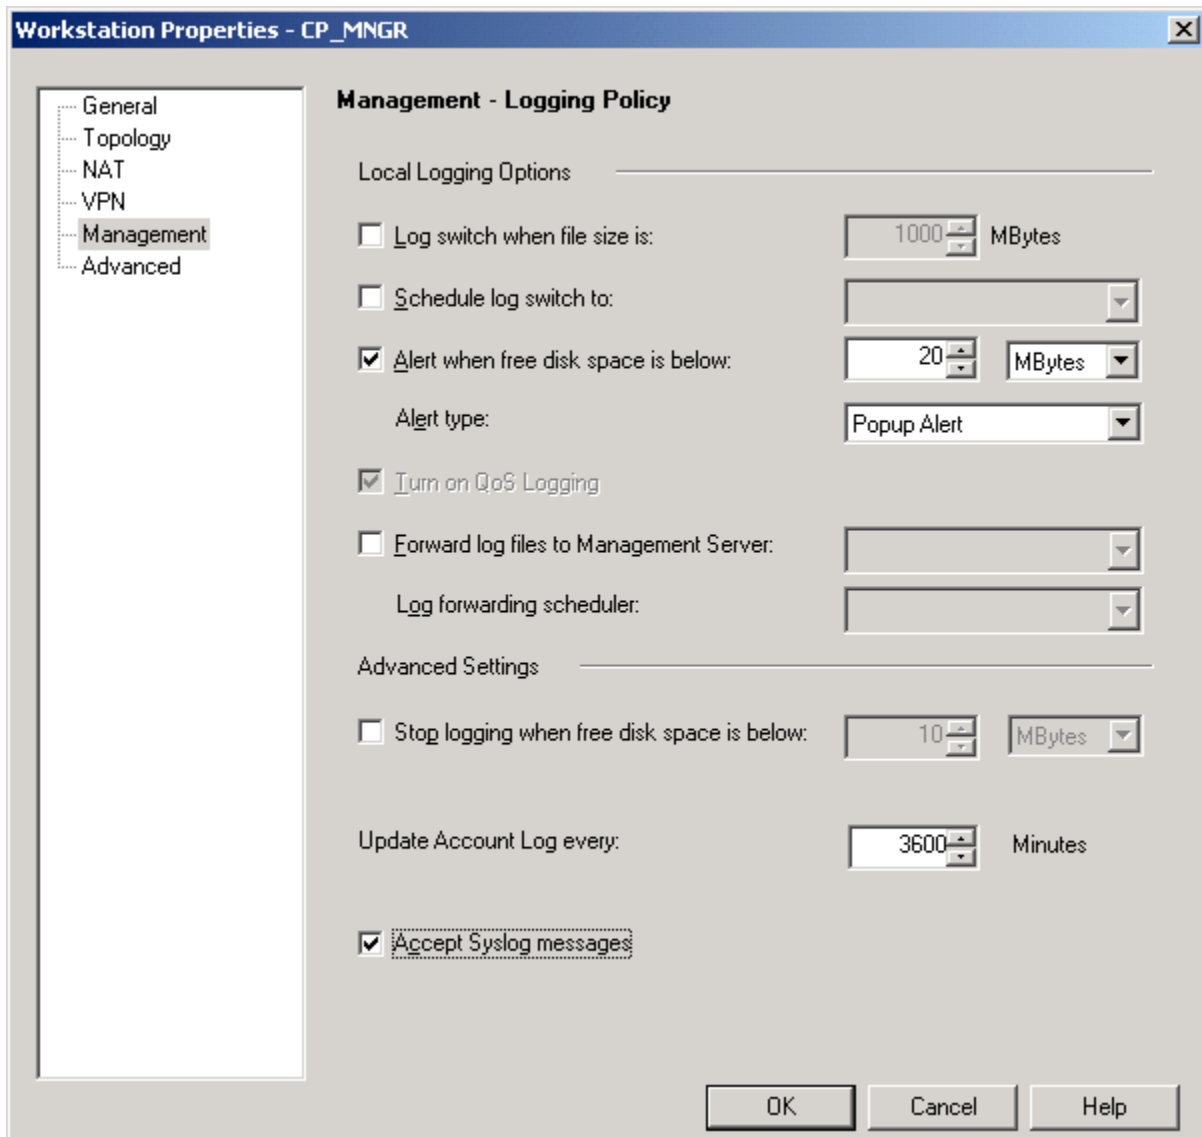 Workstation Properties - CP_MNGR
General
Topology
NAT
VPN
Management
Advanced
Management - Logging Policy
Local Logging Options
Log switch when file size is: 1000 MBytes
Schedule log switch to:
Alert when free disk space is below: 20 MBytes
Alert type: Popup Alert
Turn on QoS Logging
Forward log files to Management Server:
Log forwarding scheduler:
Advanced Settings
Stop logging when free disk space is below: 10 MBytes
Update Account Log every: 3600 Minutes
Accept Syslog messages
OK Cancel Help